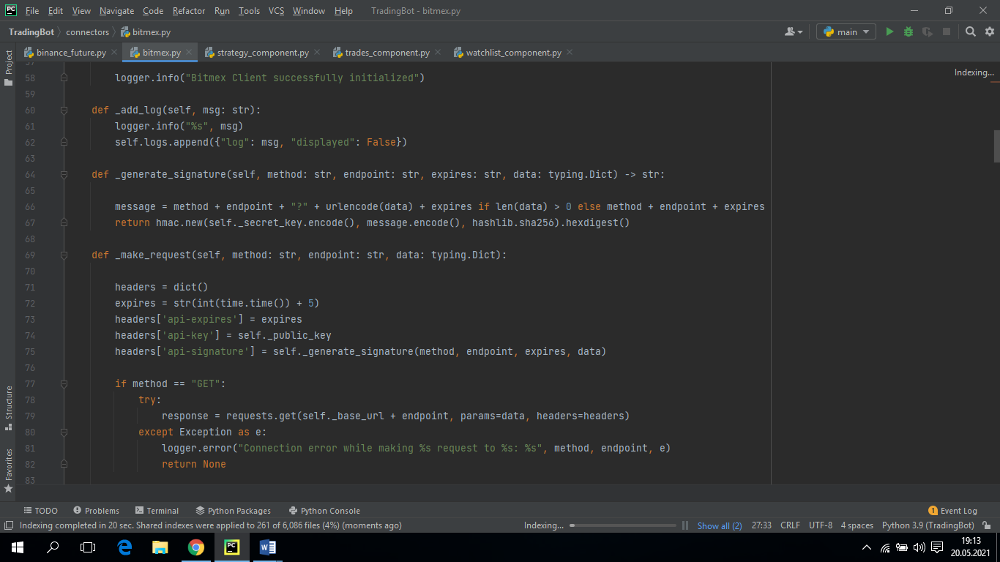 PC File Edit View Navigate Code Refactor Run Tools VCS Window Help TradingBot - bitmex.py
TradingBot connectors bitmex.py main
binance_future.py bitmex.py strategy_component.py trades_component.py watchlist_component.py
Project
Structure
Favorites
Indexing...
57
58 logger.info("Bitmex Client successfully initialized")
59
60 def _add_log(self, msg: str):
61 logger.info("%s", msg)
62 self.logs.append({"log": msg, "displayed": False})
63
64 def _generate_signature(self, method: str, endpoint: str, expires: str, data: typing.Dict) -> str:
65
66 message = method + endpoint + "?" + urlencode(data) + expires if len(data) > 0 else method + endpoint + expires
67 return hmac.new(self._secret_key.encode(), message.encode(), hashlib.sha256).hexdigest()
68
69 def _make_request(self, method: str, endpoint: str, data: typing.Dict):
70
71 headers = dict()
72 expires = str(int(time.time()) + 5)
73 headers['api-expires'] = expires
74 headers['api-key'] = self._public_key
75 headers['api-signature'] = self._generate_signature(method, endpoint, expires, data)
76
77 if method == "GET":
78 try:
79 response = requests.get(self._base_url + endpoint, params=data, headers=headers)
80 except Exception as e:
81 logger.error("Connection error while making %s request to %s: %s", method, endpoint, e)
82 return None
83
TODO Problems Terminal Python Packages Python Console 1 Event Log
Indexing completed in 20 sec. Shared indexes were applied to 261 of 6,086 files (4%) (moments ago) Indexing... Show all (2) 27:33 CRLF UTF-8 4 spaces Python 3.9 (TradingBot)
PC W 19:13
20.05.2021